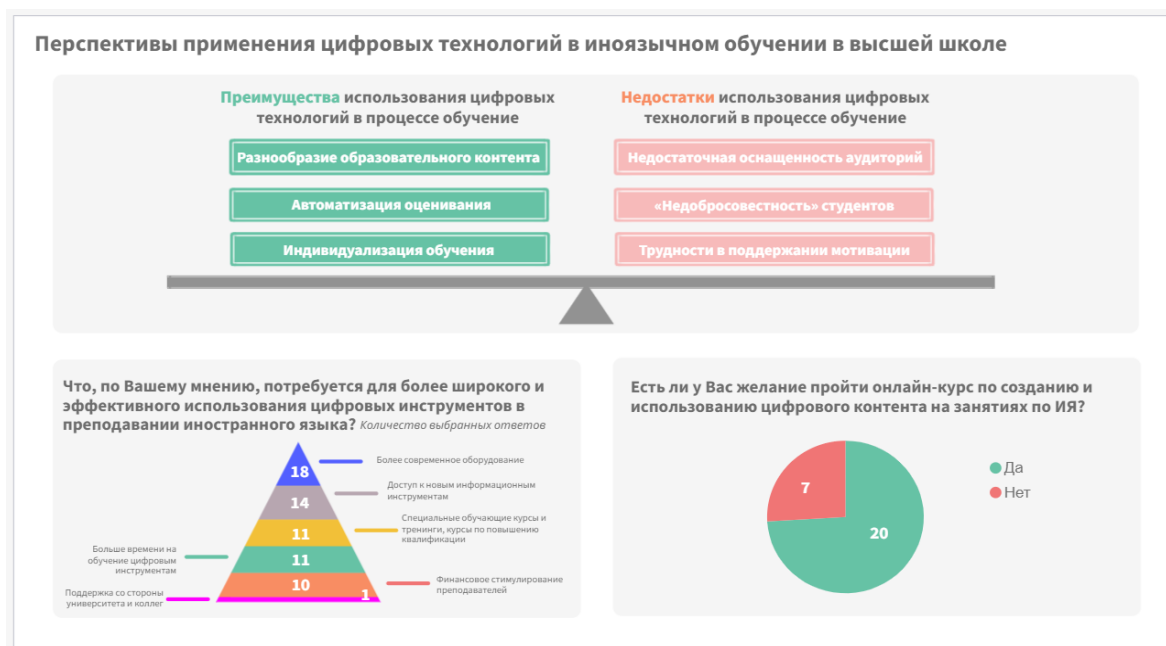 Перспективы применения цифровых технологий в иноязычном обучении в высшей школе
Преимущества использования цифровых
технологий в процессе обучение
Разнообразие образовательного контента
Автоматизация оценивания
Индивидуализация обучения
Недостатки использования цифровых
технологий в процессе обучение
Недостаточная оснащенность аудиторий
«Недобросовестность» студентов
Трудности в поддержании мотивации
Что, по Вашему мнению, потребуется для более широкого и
эффективного использования цифровых инструментов в
преподавании иностранного языка? Количество выбранных ответов
18
Более современное оборудование
14
Доступ к новым информационным
инструментам
11
Специальные обучающие курсы и
тренинги, курсы по повышению
квалификации
Больше времени на
обучение цифровым
инструментам
11
10
Финансовое стимулирование
преподавателей
Поддержка со стороны
университета и коллег
1
Есть ли у Вас желание пройти онлайн-курс по созданию и
использованию цифрового контента на занятиях по ИЯ?
7
20
Да
Нет